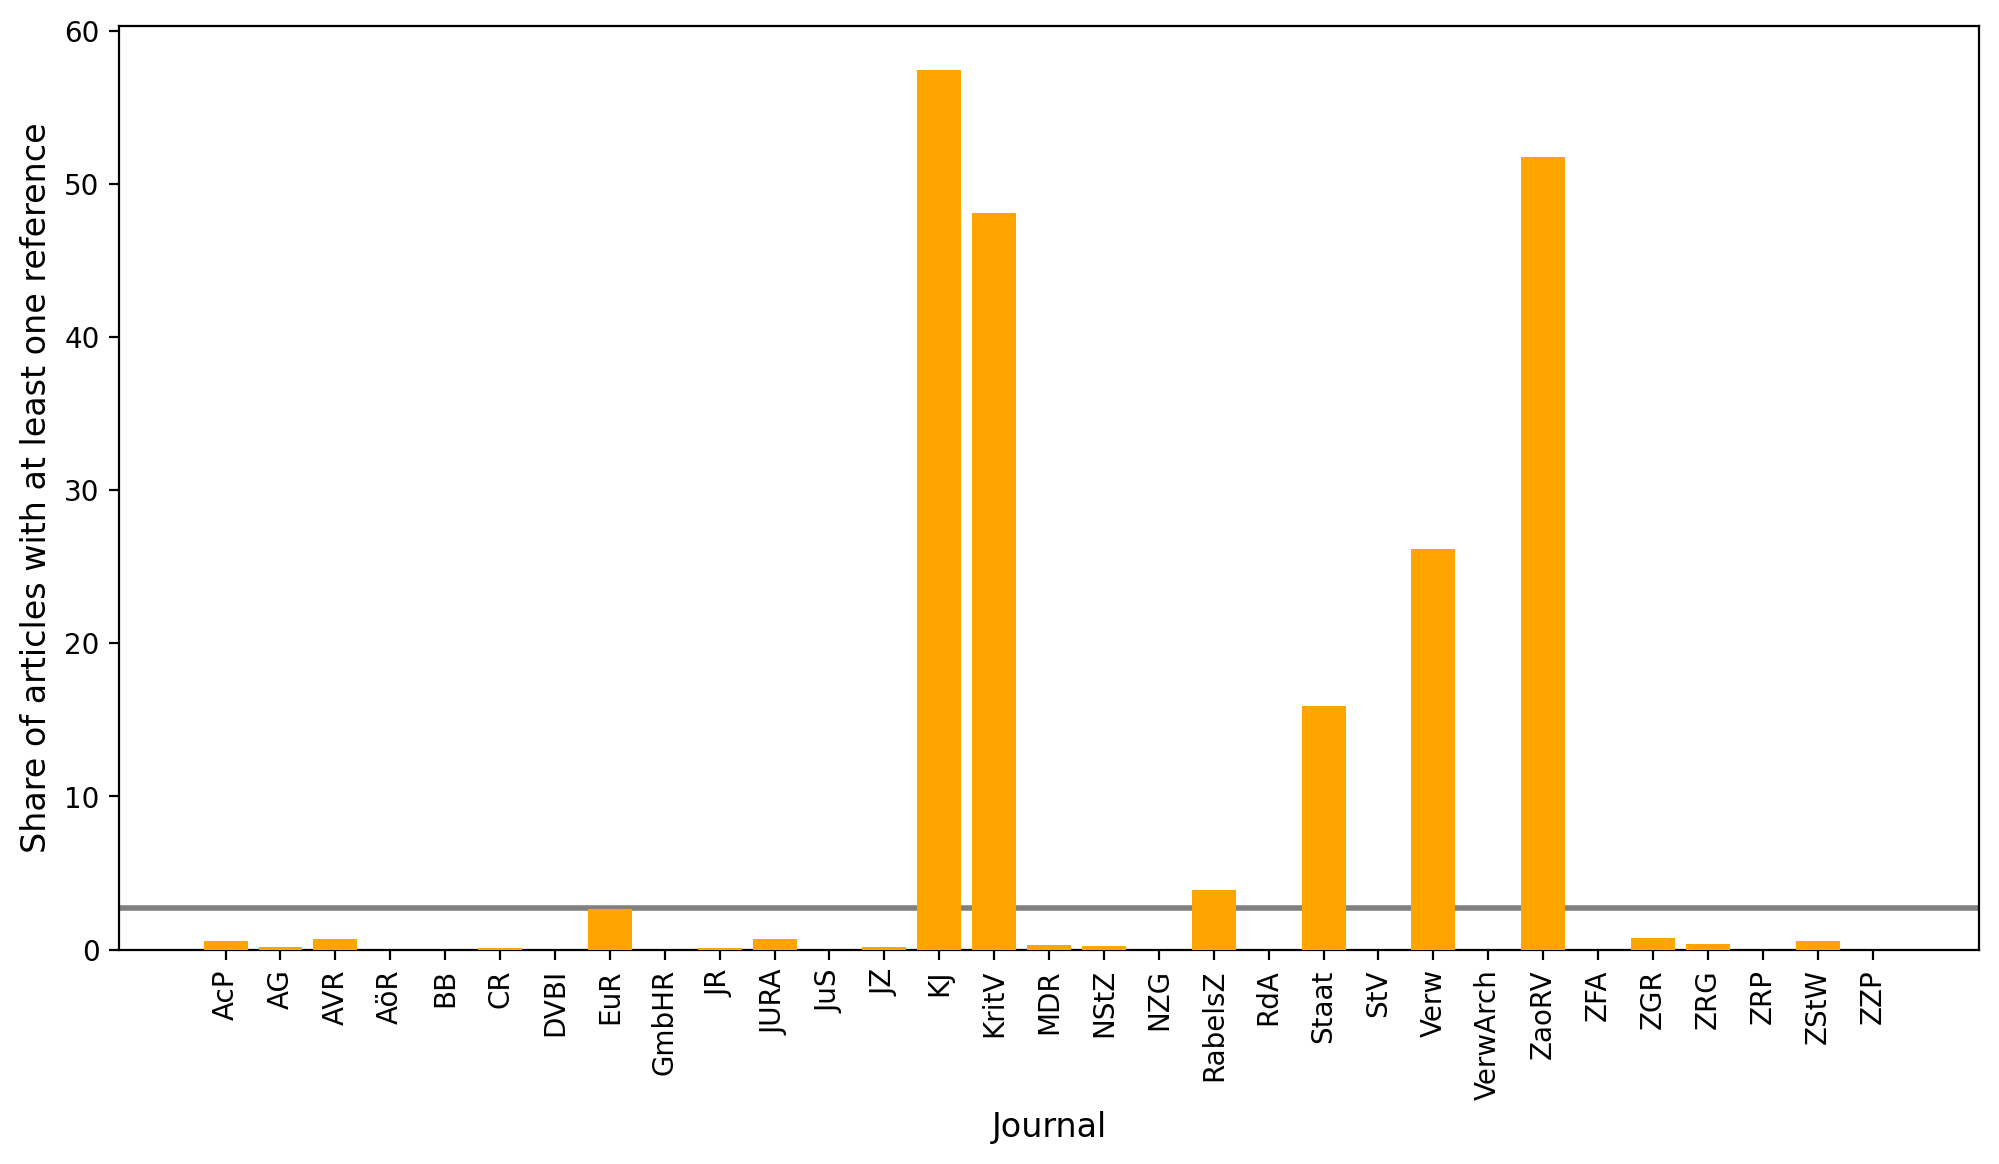 Share of articles with at least one reference
60
50
40
30
20
10
0
AcP
AG
AVR
AöR
BB
CR
DVBI
EuR
GmbHR
JR
JURA
JuS
JZ
KJ
KritV
MDR
NStZ
NZG
RabelsZ
RdA
Staat
StV
Verw
VerwArch
ZaoRV
ZFA
ZGR
ZRG
ZRP
ZStW
ZZP
Journal